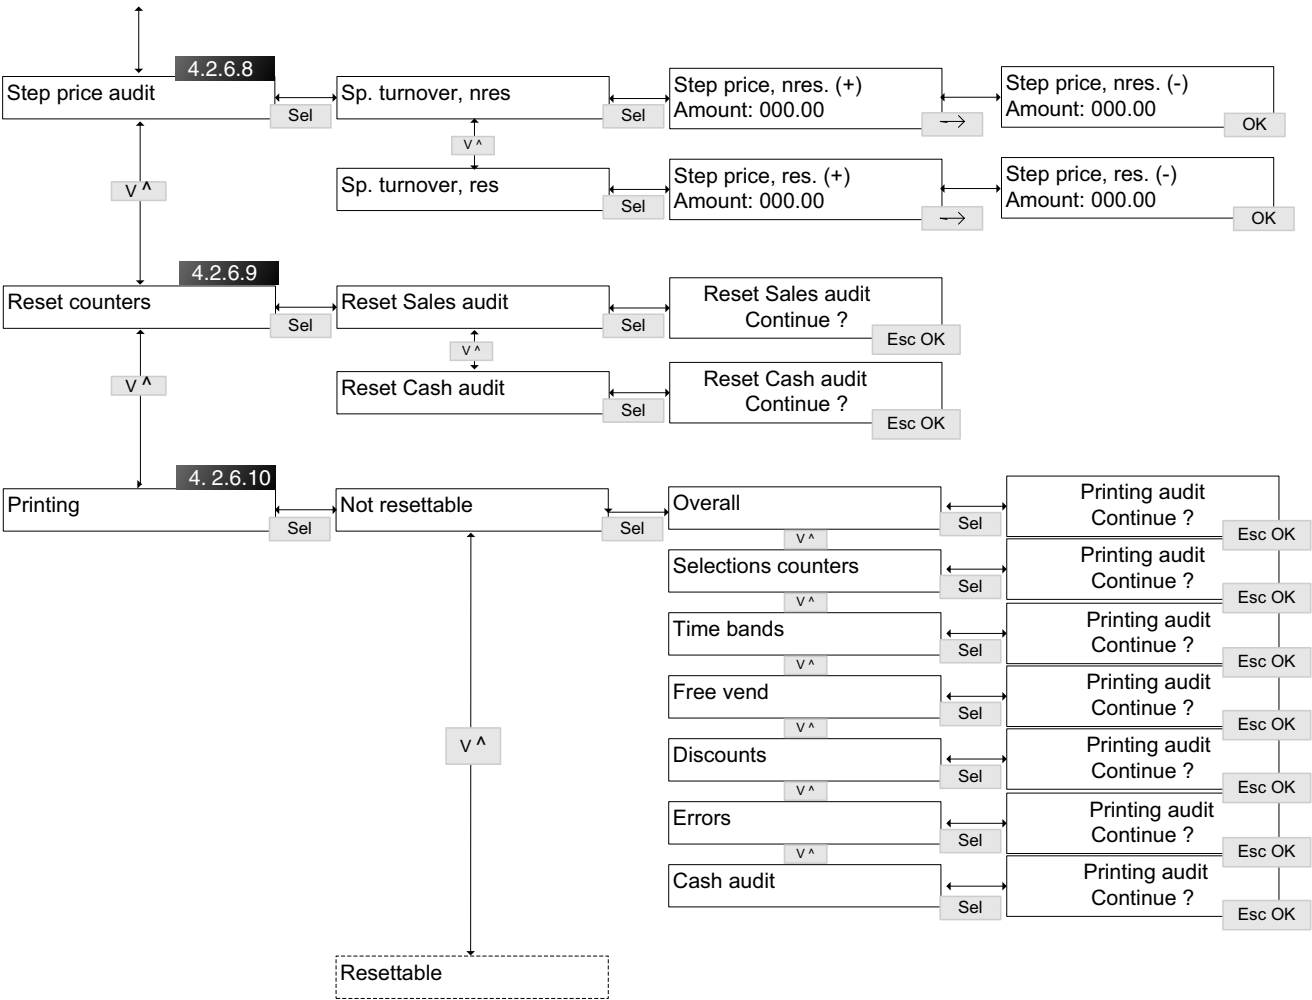 4.2.6.8
Step price audit
Sel
Sp. turnover, nres
Sel
Step price, nres. (+)
Amount: 000.00
-->
Step price, nres. (-)
Amount: 000.00
OK
V ^
V ^
Sp. turnover, res
Sel
Step price, res. (+)
Amount: 000.00
-->
Step price, res. (-)
Amount: 000.00
OK
4.2.6.9
Reset counters
Sel
Reset Sales audit
Sel
Reset Sales audit
Continue ?
Esc OK
V ^
V ^
Reset Cash audit
Sel
Reset Cash audit
Continue ?
Esc OK
4. 2.6.10
Printing
Sel
Not resettable
Sel
Overall
Sel
Printing audit
Continue ?
Esc OK
V ^
Selections counters
Sel
Printing audit
Continue ?
Esc OK
V ^
Time bands
Sel
Printing audit
Continue ?
Esc OK
V ^
Free vend
Sel
Printing audit
Continue ?
Esc OK
V ^
V ^
Discounts
Sel
Printing audit
Continue ?
Esc OK
V ^
Errors
Sel
Printing audit
Continue ?
Esc OK
V ^
Cash audit
Sel
Printing audit
Continue ?
Esc OK
Resettable